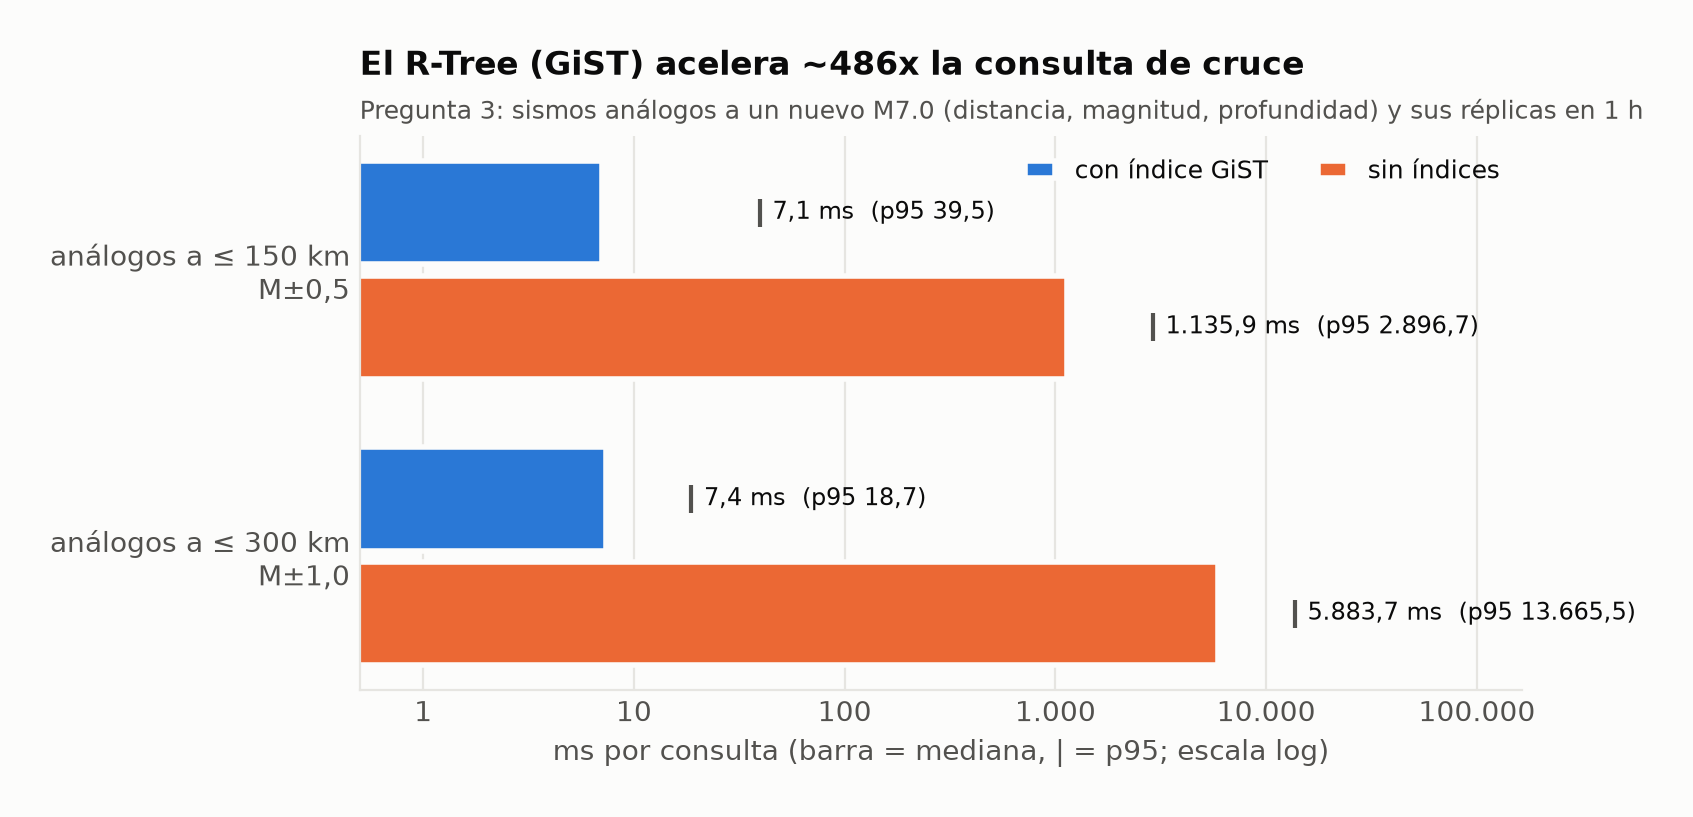 El R-Tree (GiST) acelera ~486x la consulta de cruce
Pregunta 3: sismos análogos a un nuevo M7.0 (distancia, magnitud, profundidad) y sus réplicas en 1 h
con índice GiST sin índices
7,1 ms (p95 39,5)
análogos a ≤ 150 km
M±0,5
1.135,9 ms (p95 2.896,7)
7,4 ms (p95 18,7)
análogos a ≤ 300 km
M±1,0
5.883,7 ms (p95 13.665,5)
1 10 100 1.000 10.000 100.000
ms por consulta (barra = mediana, | = p95; escala log)